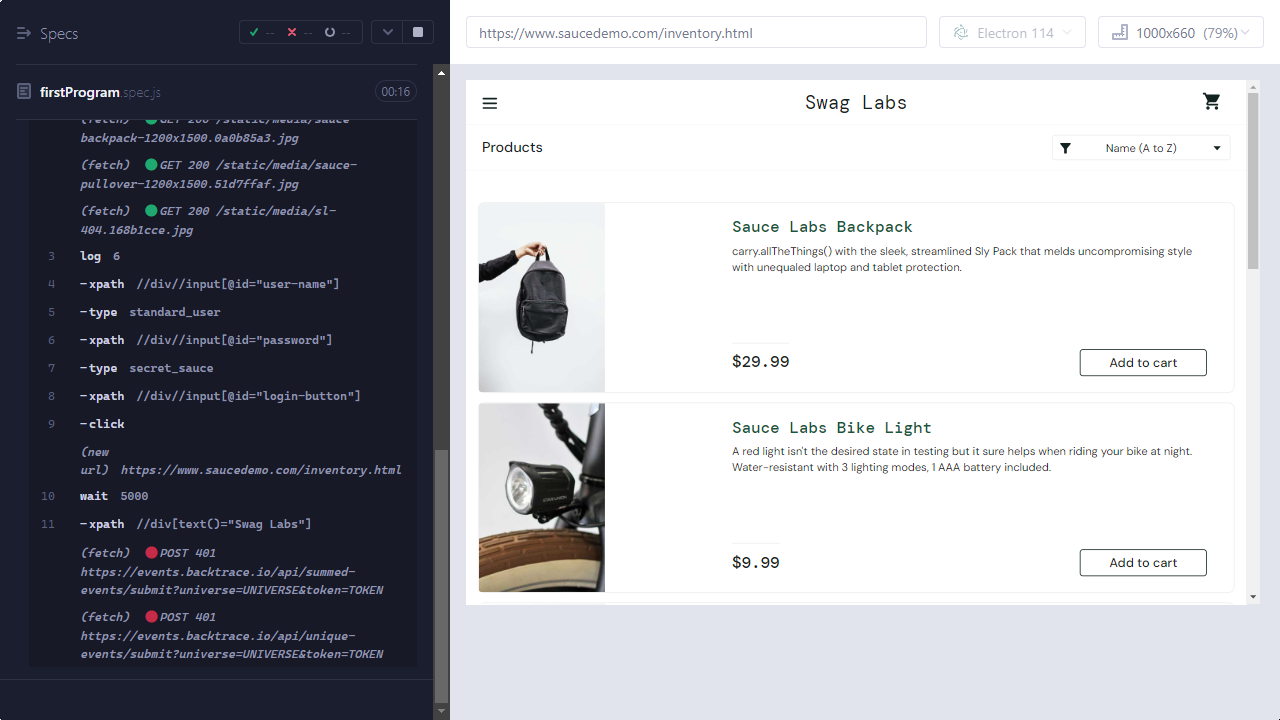 Specs
-- -- --
https://www.saucedemo.com/inventory.html
Electron 114
1000x660 (79%)
firstProgram spec.js
00:16
(fetch) GET 200 /static/media/sauce-
backpack-1200x1500.0a0b85a3.jpg
(fetch) GET 200 /static/media/sauce-
pullover-1200x1500.51d7ffaf.jpg
(fetch) GET 200 /static/media/sl-
404.168b1cce.jpg
3 log 6
4 -xpath //div//input[@id="user-name"]
5 -type standard_user
6 -xpath //div//input[@id="password"]
7 -type secret_sauce
8 -xpath //div//input[@id="login-button"]
9 -click
(new
url) https://www.saucedemo.com/inventory.html
10 wait 5000
11 -xpath //div[text()="Swag Labs"]
(fetch) POST 401
https://events.backtrace.io/api/summed-
events/submit?universe=UNIVERSE&token=TOKEN
(fetch) POST 401
https://events.backtrace.io/api/unique-
events/submit?universe=UNIVERSE&token=TOKEN
Swag Labs
Products
Name (A to Z)
Sauce Labs Backpack
carry.allTheThings() with the sleek, streamlined Sly Pack that melds uncompromising style
with unequaled laptop and tablet protection.
$29.99
Add to cart
Sauce Labs Bike Light
A red light isn't the desired state in testing but it sure helps when riding your bike at night.
Water-resistant with 3 lighting modes, 1 AAA battery included.
$9.99
Add to cart